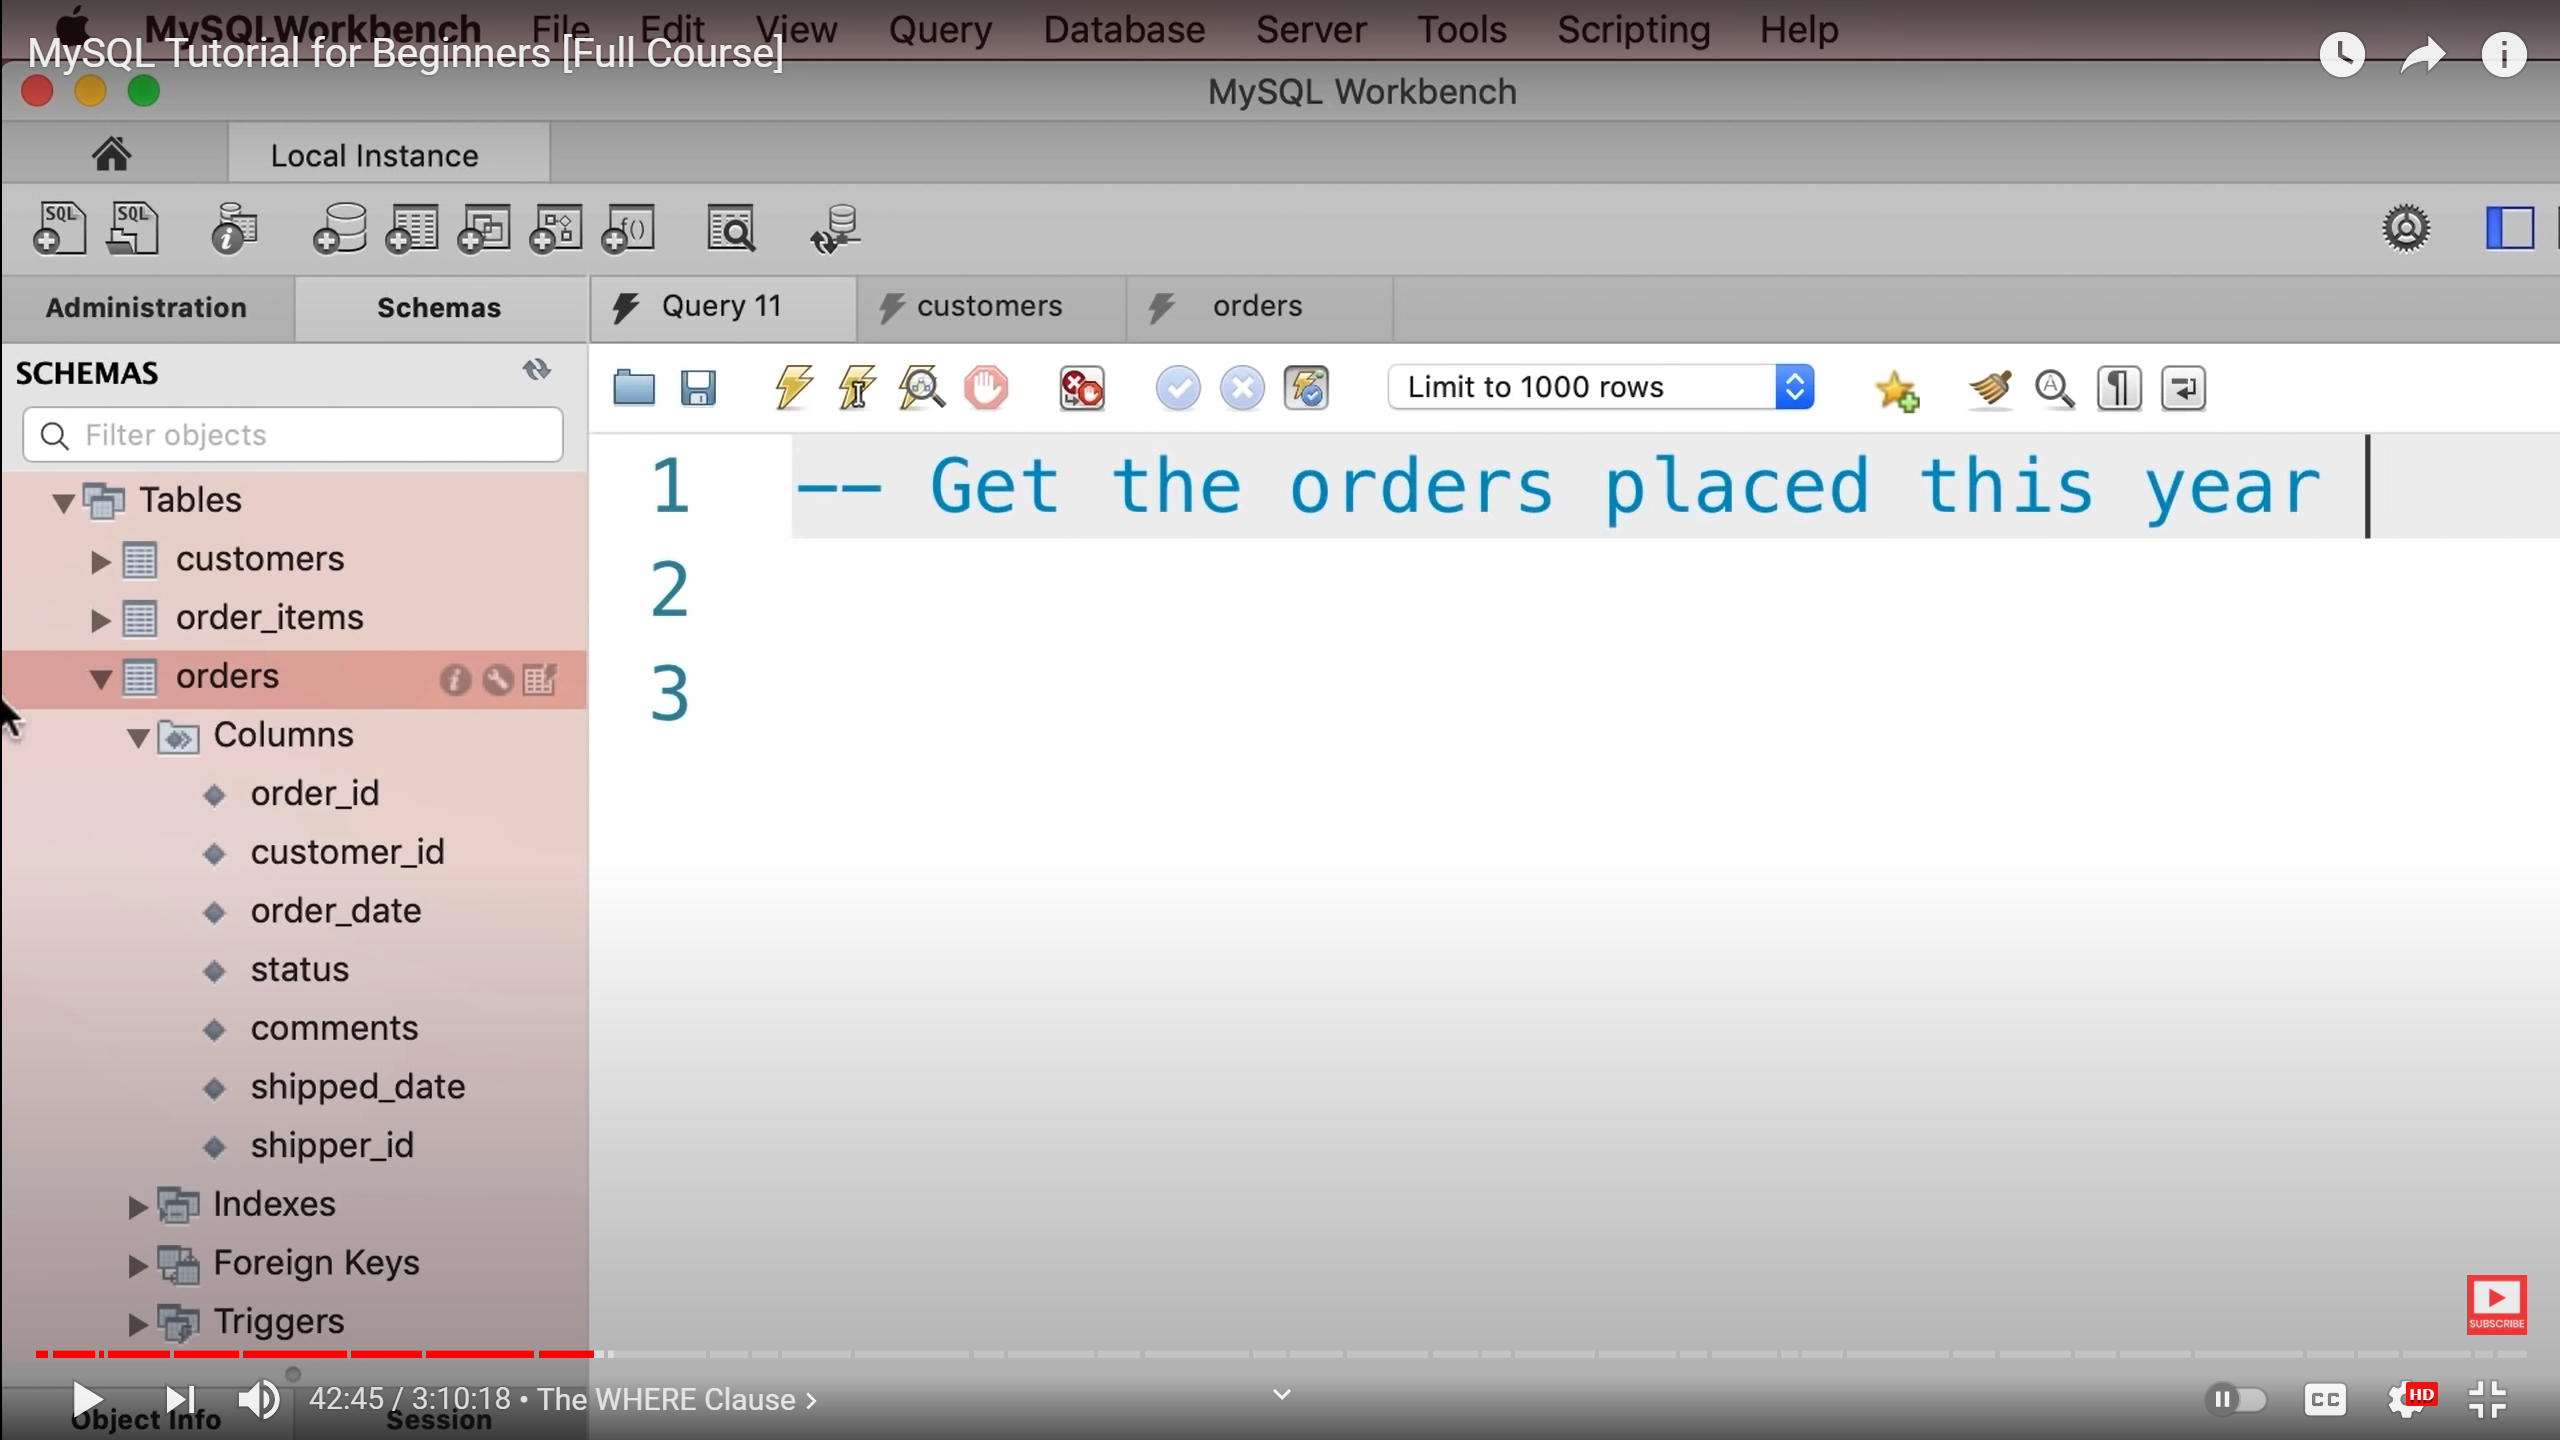 MySQLWorkbench File Edit View Query Database Server Tools Scripting Help
MySQL Tutorial for Beginners [Full Course]
MySQL Workbench
Local Instance
SQL SQL
Administration Schemas Query 11 customers orders
SCHEMAS
Limit to 1000 rows
Filter objects
1 -- Get the orders placed this year
2
3
Tables
customers
order_items
orders
Columns
order_id
customer_id
order_date
status
comments
shipped_date
shipper_id
Indexes
Foreign Keys
Triggers
SUBSCRIBE
42:45 / 3:10:18 • The WHERE Clause >
CC HD
Object Info Session